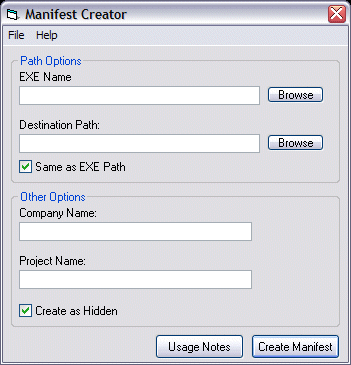 Manifest Creator
File Help
Path Options
EXE Name
Browse
Destination Path:
Browse
Same as EXE Path
Other Options
Company Name:
Project Name:
Create as Hidden
Usage Notes Create Manifest